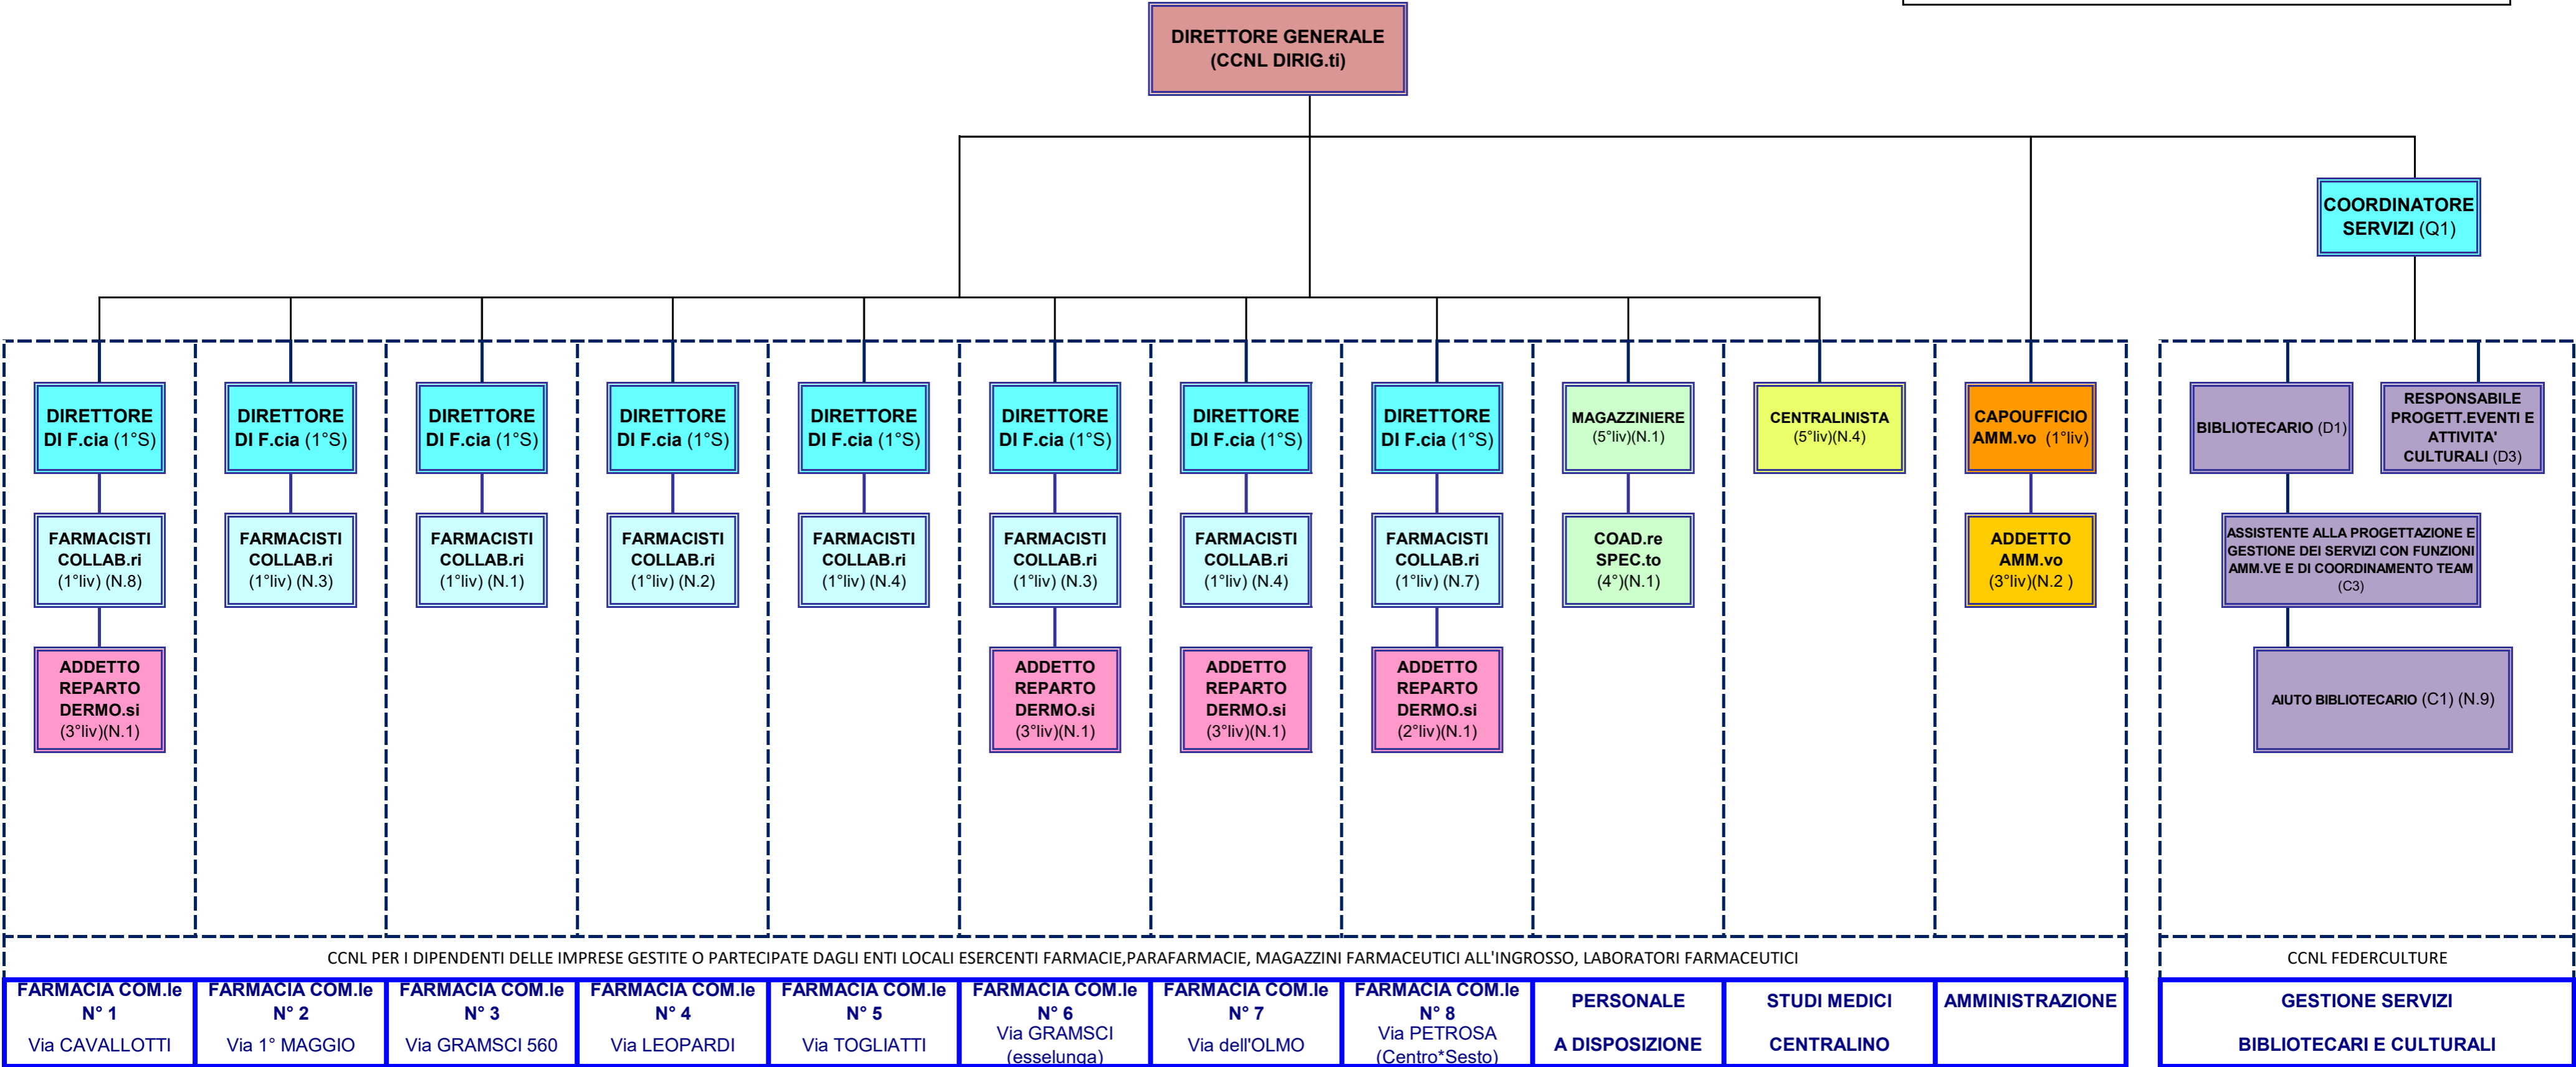 DIRETTORE GENERALE
(CCNL DIRIG.ti)
COORDINATORE
SERVIZI (Q1)
DIRETTORE
DI F.cia (1°S)
DIRETTORE
DI F.cia (1°S)
DIRETTORE
DI F.cia (1°S)
DIRETTORE
DI F.cia (1°S)
DIRETTORE
DI F.cia (1°S)
DIRETTORE
DI F.cia (1°S)
DIRETTORE
DI F.cia (1°S)
DIRETTORE
DI F.cia (1°S)
MAGAZZINIERE
(5°liv)(N.1)
CENTRALINISTA
(5°liv)(N.4)
CAPOUFFICIO
AMM.vo (1°liv)
BIBLIOTECARIO (D1)
RESPONSABILE
PROGETT.EVENTI E
ATTIVITA'
CULTURALI (D3)
FARMACISTI
COLLAB.ri
(1°liv) (N.8)
FARMACISTI
COLLAB.ri
(1°liv) (N.3)
FARMACISTI
COLLAB.ri
(1°liv) (N.1)
FARMACISTI
COLLAB.ri
(1°liv) (N.2)
FARMACISTI
COLLAB.ri
(1°liv) (N.4)
FARMACISTI
COLLAB.ri
(1°liv) (N.3)
FARMACISTI
COLLAB.ri
(1°liv) (N.4)
FARMACISTI
COLLAB.ri
(1°liv) (N.7)
COAD.re
SPEC.to
(4°)(N.1)
ADDETTO
AMM.vo
(3°liv)(N.2 )
ASSISTENTE ALLA PROGETTAZIONE E
GESTIONE DEI SERVIZI CON FUNZIONI
AMM.VE E DI COORDINAMENTO TEAM
(C3)
ADDETTO
REPARTO
DERMO.si
(3°liv)(N.1)
ADDETTO
REPARTO
DERMO.si
(3°liv)(N.1)
ADDETTO
REPARTO
DERMO.si
(3°liv)(N.1)
ADDETTO
REPARTO
DERMO.si
(2°liv)(N.1)
AIUTO BIBLIOTECARIO (C1) (N.9)
CCNL PER I DIPENDENTI DELLE IMPRESE GESTITE O PARTECIPATE DAGLI ENTI LOCALI ESERCENTI FARMACIE,PARAFARMACIE, MAGAZZINI FARMACEUTICI ALL'INGROSSO, LABORATORI FARMACEUTICI
CCNL FEDERCULTURE
FARMACIA COM.le
N° 1
Via CAVALLOTTI
FARMACIA COM.le
N° 2
Via 1° MAGGIO
FARMACIA COM.le
N° 3
Via GRAMSCI 560
FARMACIA COM.le
N° 4
Via LEOPARDI
FARMACIA COM.le
N° 5
Via TOGLIATTI
FARMACIA COM.le
N° 6
Via GRAMSCI
(esselunga)
FARMACIA COM.le
N° 7
Via dell'OLMO
FARMACIA COM.le
N° 8
Via PETROSA
(Centro*Sesto)
PERSONALE
A DISPOSIZIONE
STUDI MEDICI
CENTRALINO
AMMINISTRAZIONE
GESTIONE SERVIZI
BIBLIOTECARI E CULTURALI